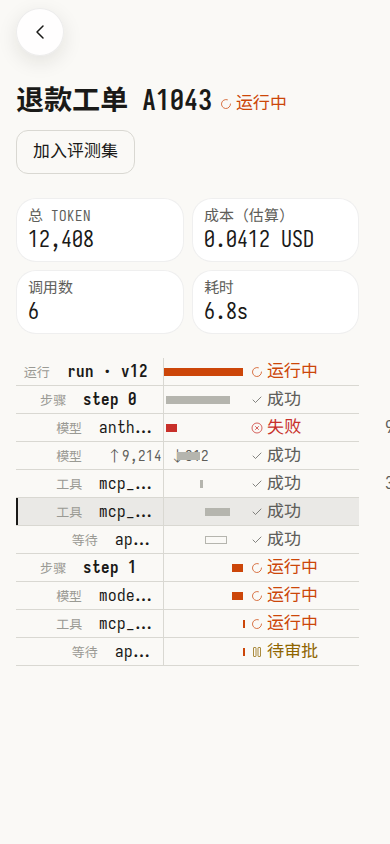 退款工单 A1043 运行中
加入评测集
总 TOKEN
12,408
成本（估算）
0.0412 USD
调用数
6
耗时
6.8s
运行 run · v12 运行中
步骤 step 0 成功
模型 anth... 失败
模型 ↑9,214 成功
工具 mcp_... 成功
工具 mcp_... 成功
等待 ap... 成功
步骤 step 1 运行中
模型 mode... 运行中
工具 mcp_... 运行中
等待 ap... 待审批